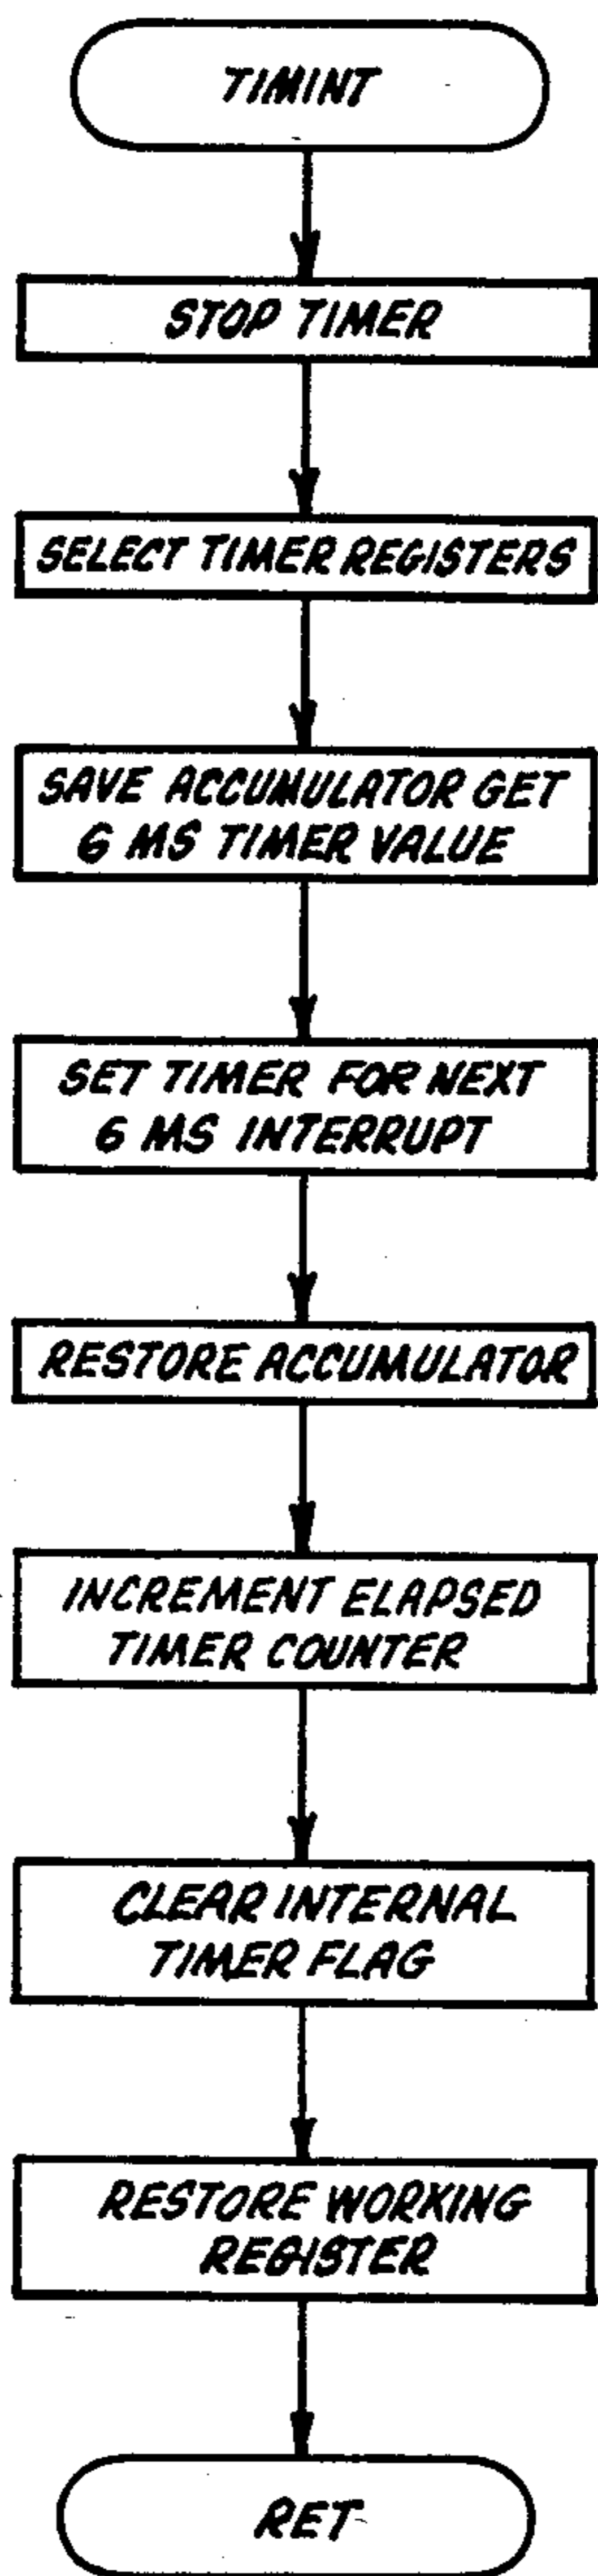 TIMINT
STOP TIMER
SELECT TIMER REGISTERS
SAVE ACCUMULATOR GET
6 MS TIMER VALUE
SET TIMER FOR NEXT
6 MS INTERRUPT
RESTORE ACCUMULATOR
INCREMENT ELAPSED
TIMER COUNTER
CLEAR INTERNAL
TIMER FLAG
RESTORE WORKING
REGISTER
RET